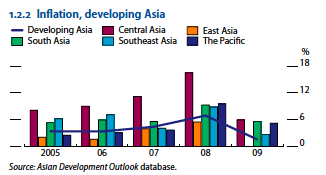 1.2.2 Inflation, developing Asia
Developing Asia Central Asia East Asia
South Asia Southeast Asia The Pacific
%
18
12
6
0
2005 06 07 08 09
Source: Asian Development Outlook database.